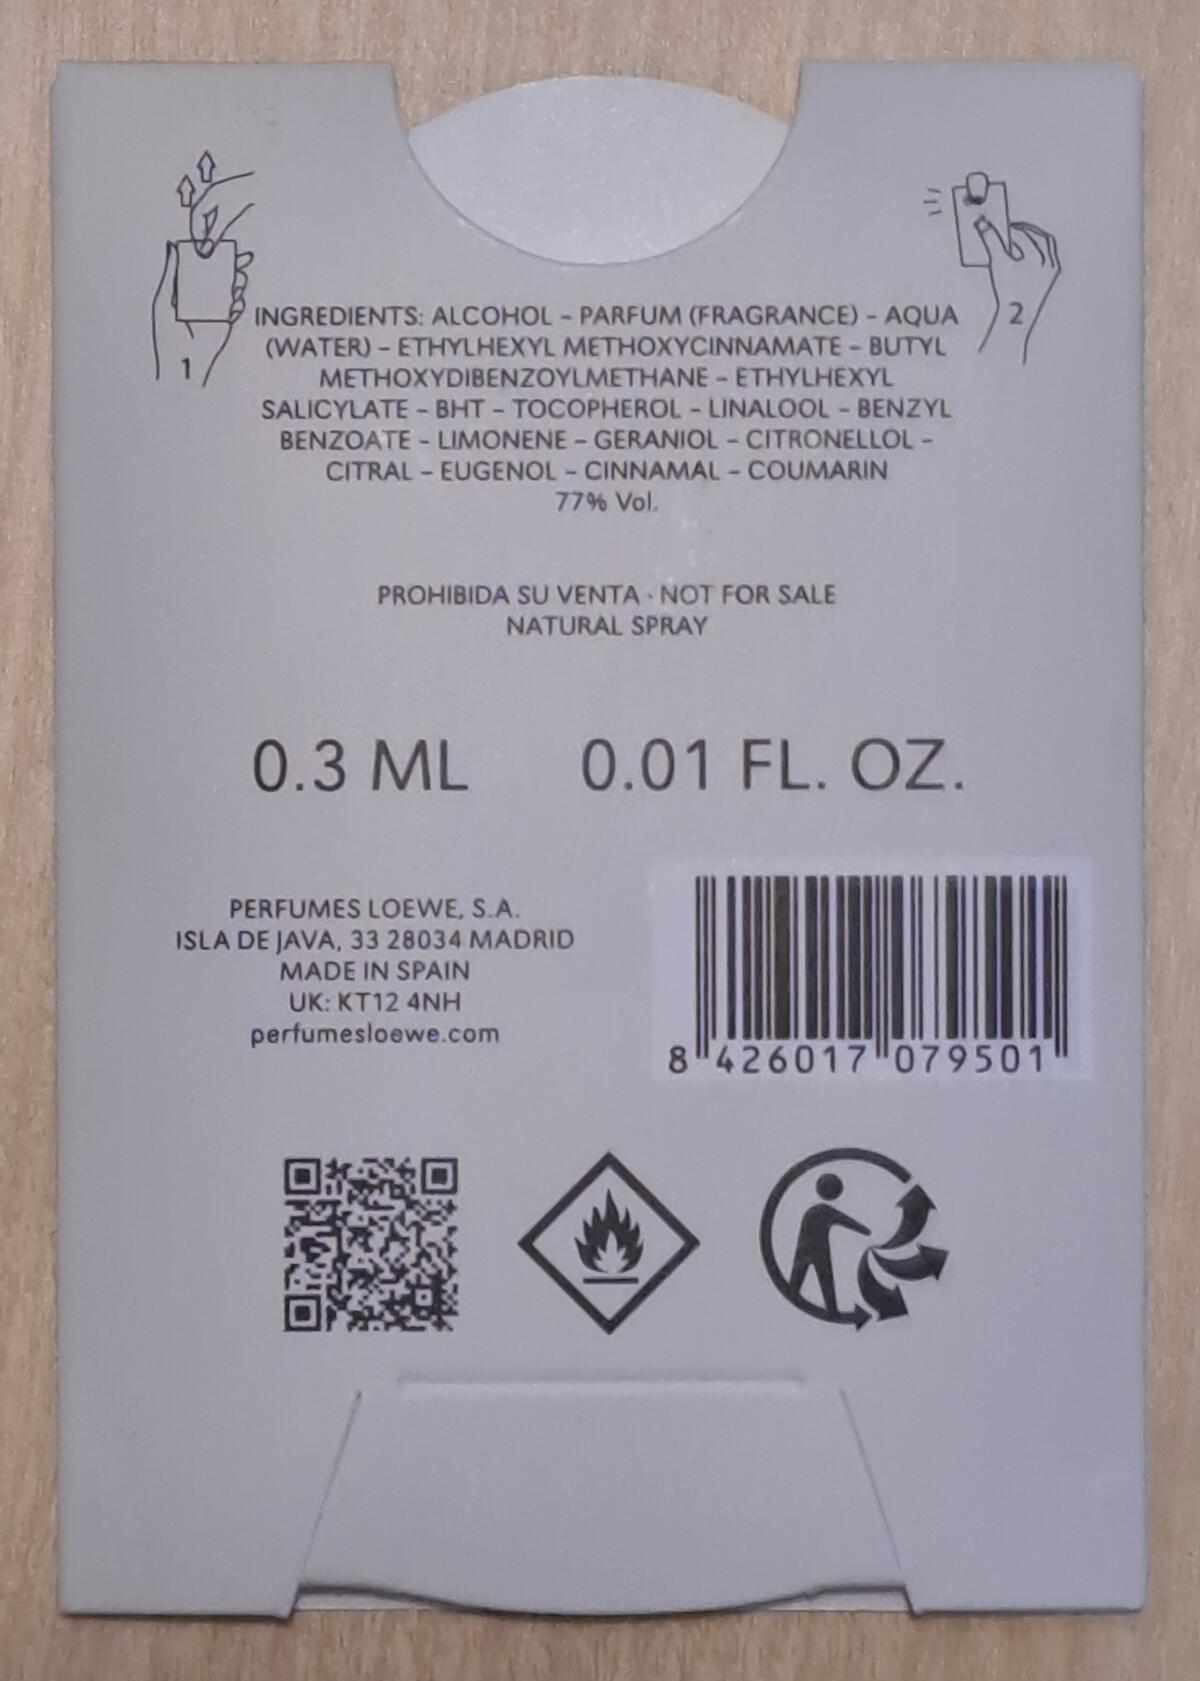 1
2
INGREDIENTS: ALCOHOL – PARFUM (FRAGRANCE) – AQUA
(WATER) – ETHYLHEXYL METHOXYCINNAMATE – BUTYL
METHOXYDIBENZOYLMETHANE – ETHYLHEXYL
SALICYLATE – BHT – TOCOPHEROL – LINALOOL – BENZYL
BENZOATE – LIMONENE – GERANIOL – CITRONELLOL –
CITRAL – EUGENOL – CINNAMAL – COUMARIN
77% Vol.
PROHIBIDA SU VENTA · NOT FOR SALE
NATURAL SPRAY
0.3 ML 0.01 FL. OZ.
PERFUMES LOEWE, S.A.
ISLA DE JAVA, 33 28034 MADRID
MADE IN SPAIN
UK: KT12 4NH
perfumesloewe.com
8 426017 079501